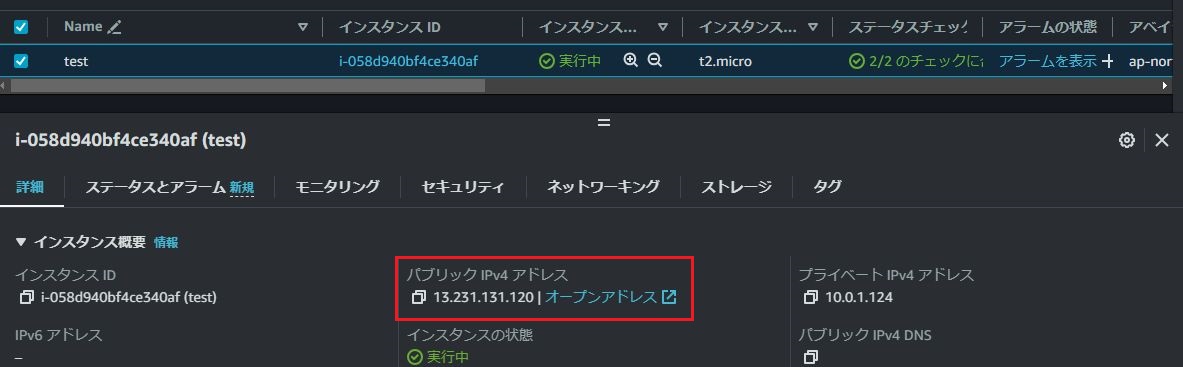 Name インスタンス ID インスタンス... インスタンス... ステータスチェック アラームの状態 アベイ
test i-058d940bf4ce340af 実行中 t2.micro 2/2 のチェックに合 アラームを表示 + ap-nor
i-058d940bf4ce340af (test)
詳細 ステータスとアラーム 新規 モニタリング セキュリティ ネットワーキング ストレージ タグ
▼ インスタンス概要 情報
インスタンス ID パブリック IPv4 アドレス プライベート IPv4 アドレス
i-058d940bf4ce340af (test) 13.231.131.120 | オープンアドレス 10.0.1.124
IPv6 アドレス インスタンスの状態 パブリック IPv4 DNS
– 実行中